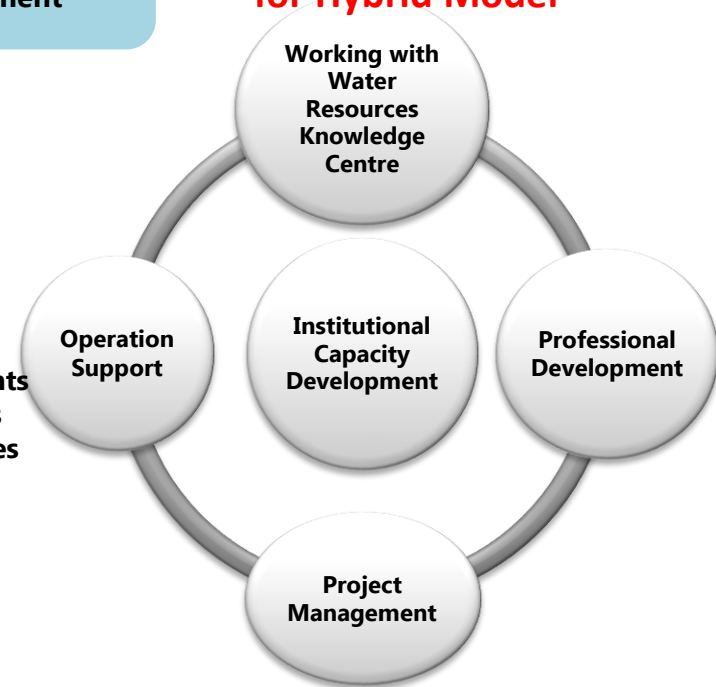 for Hybrid Model
Working with
Water
Resources
Knowledge
Centre
Operation
Support
Institutional
Capacity
Development
Professional
Development
Project
Management